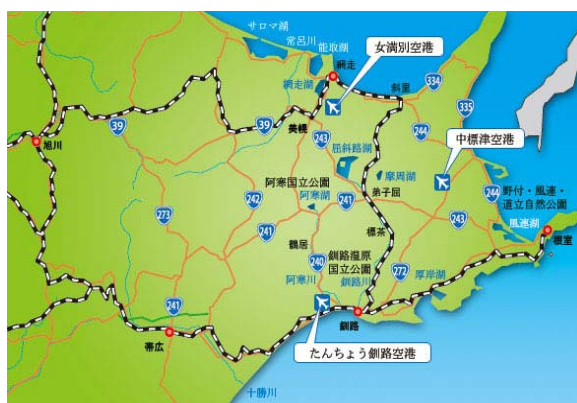 サロマ湖
常呂川
能取湖
女満別空港
網走
網走湖
斜里
334
335
39
39
美幌
243
244
旭川
屈斜路湖
摩周湖
中標津空港
阿寒国立公園
阿寒湖
弟子屈
242
241
244
野付・風連・
道立自然公園
273
241
鶴居
標茶
243
風連湖
根室
釧路湿原
国立公園
240
阿寒川
釧路川
272
厚岸湖
241
帯広
釧路
たんちょう釧路空港
十勝川